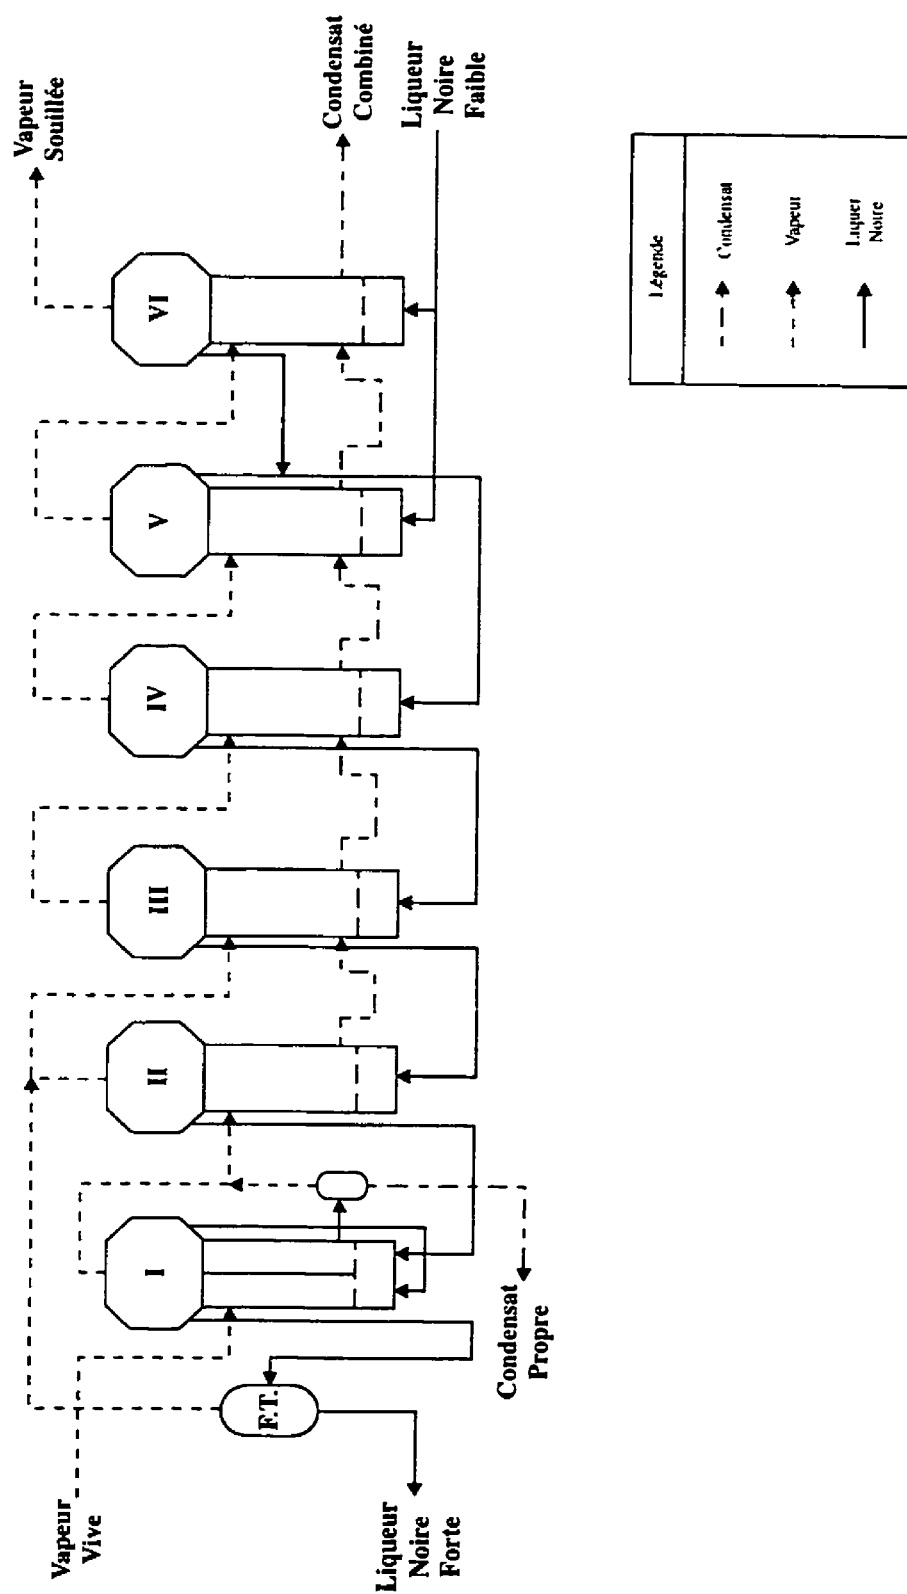 Vapeur
Vive
Liqueur
Noire
Forte
F.T.
Condensat
Propre
I
II
III
IV
V
VI
Vapeur
Souillée
Condensat
Combiné
Liqueur
Noire
Faible
Légende
Condensat
Vapeur
Liquer
Noire